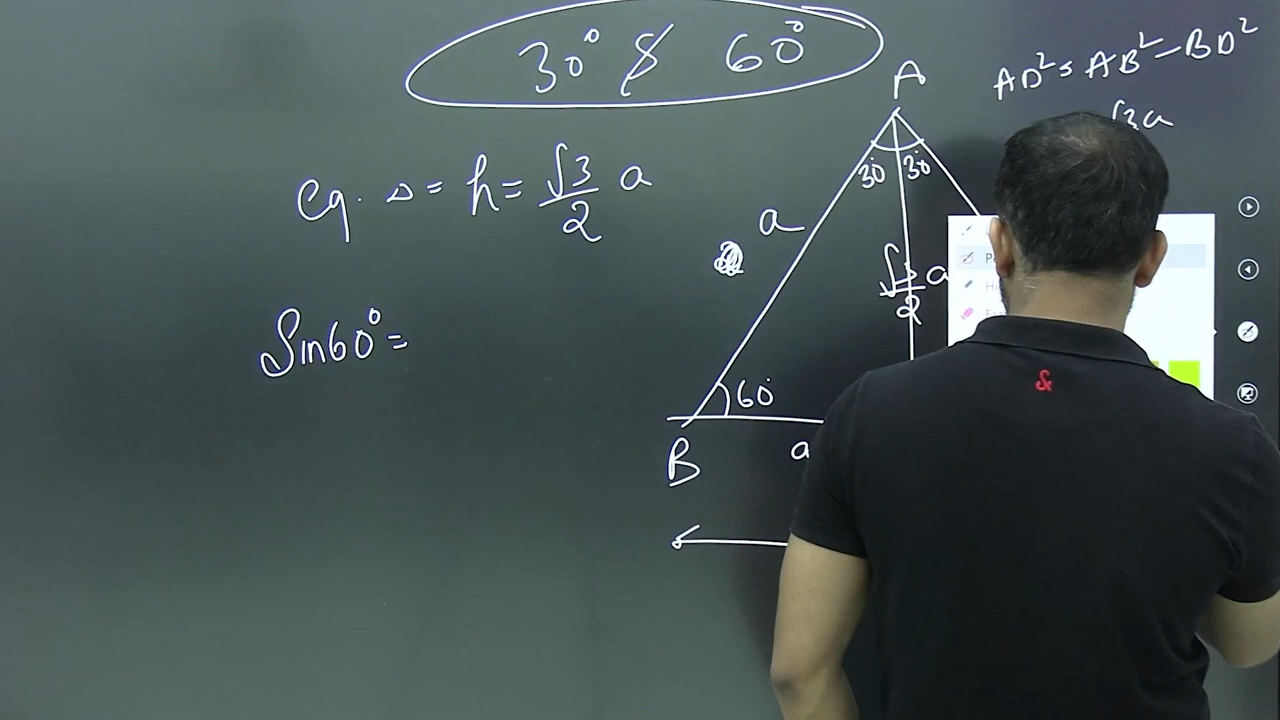 30° & 60°
AD² = AB² - BD²
√3a
eq. △ = h = √3/2 a
A
30° 30°
a
√3/2 a
Sin60° =
60°
B
a
&